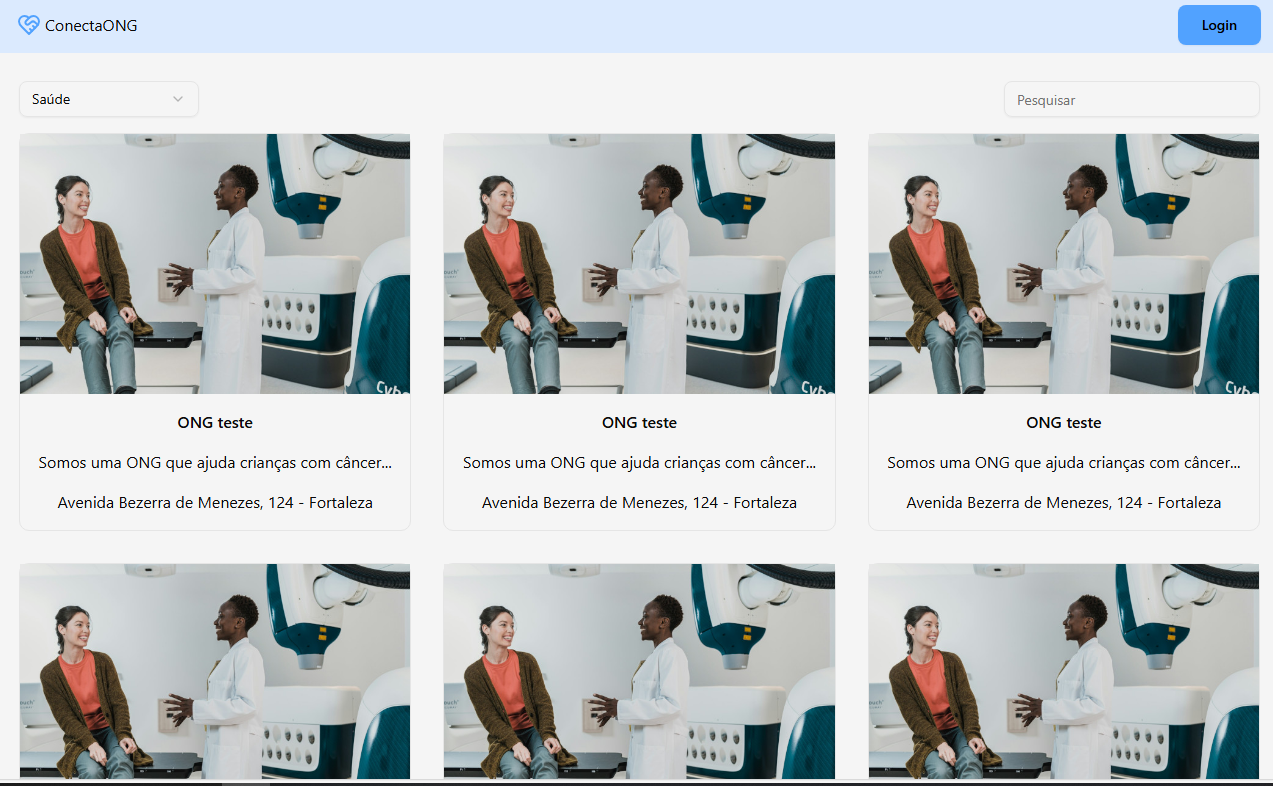 ConectaONG
Login
Saúde
Pesquisar
ONG teste
Somos uma ONG que ajuda crianças com câncer...
Avenida Bezerra de Menezes, 124 - Fortaleza
ONG teste
Somos uma ONG que ajuda crianças com câncer...
Avenida Bezerra de Menezes, 124 - Fortaleza
ONG teste
Somos uma ONG que ajuda crianças com câncer...
Avenida Bezerra de Menezes, 124 - Fortaleza